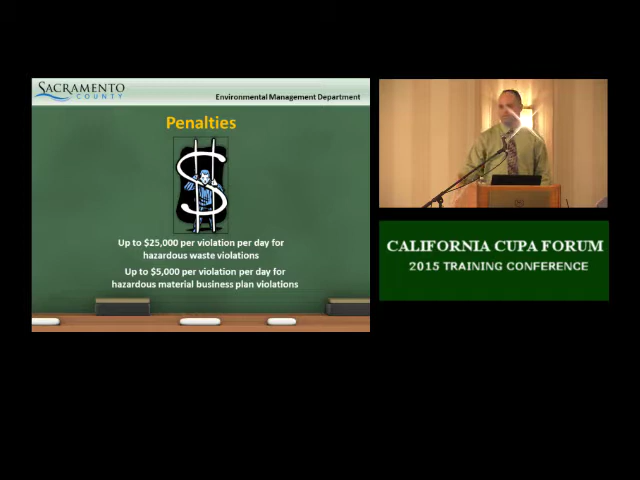 SACRAMENTO
COUNTY
Environmental Management Department
Penalties
$
Up to $25,000 per violation per day for
hazardous waste violations
Up to $5,000 per violation per day for
hazardous material business plan violations
CALIFORNIA CUPA FORUM
2015 TRAINING CONFERENCE